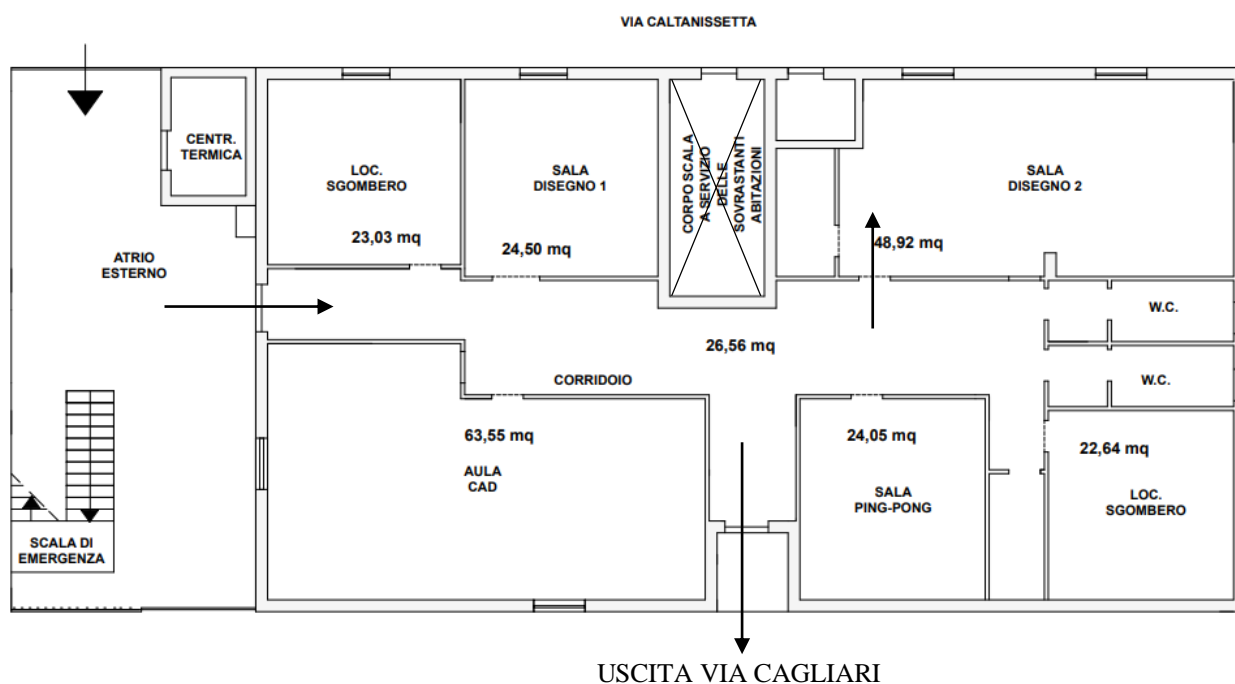 VIA CALTANISSETTA
CENTR.
TERMICA
LOC.
SGOMBERO
23,03 mq
SALA
DISEGNO 1
24,50 mq
CORPO SCALA
A SERVIZIO
DELLE
SOVRASTANTI
ABITAZIONI
SALA
DISEGNO 2
48,92 mq
ATRIO
ESTERNO
W.C.
26,56 mq
CORRIDOIO
W.C.
63,55 mq
AULA
CAD
24,05 mq
SALA
PING-PONG
22,64 mq
LOC.
SGOMBERO
SCALA DI
EMERGENZA
USCITA VIA CAGLIARI